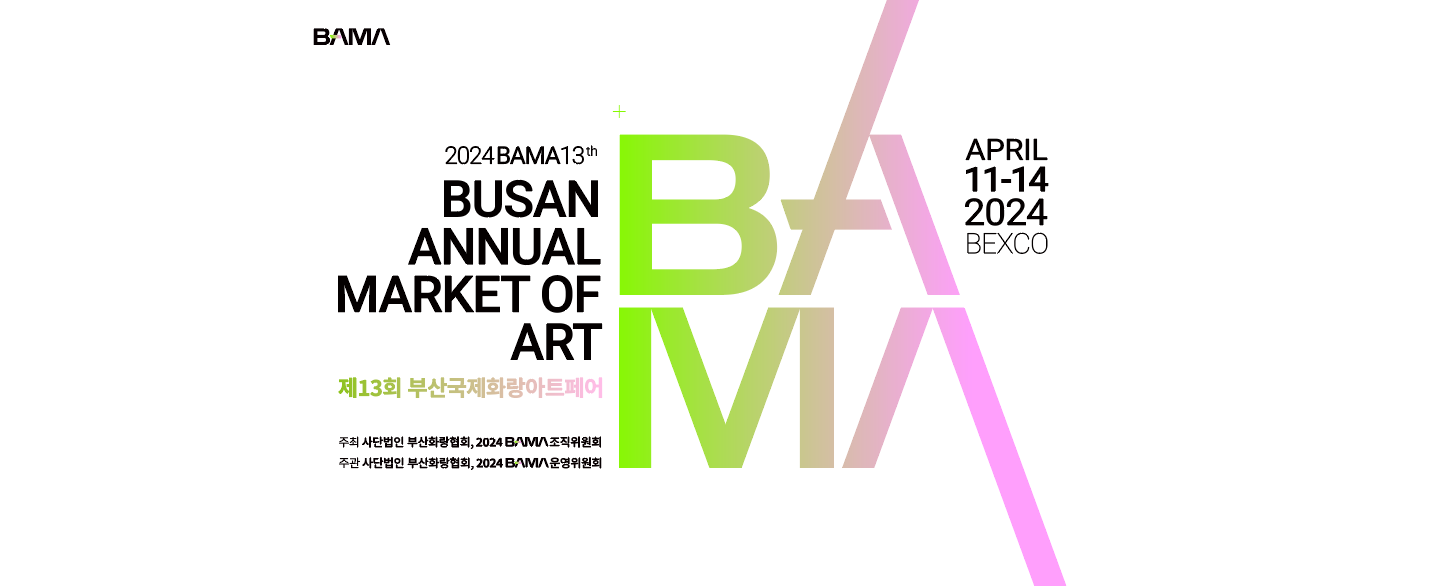 BAMA
2024 BAMA 13th
BUSAN
ANNUAL
MARKET OF
ART
제13회 부산국제화랑아트페어
주최 사단법인 부산화랑협회, 2024 BAMA 조직위원회
주관 사단법인 부산화랑협회, 2024 BAMA 운영위원회
BA
MA
APRIL
11-14
2024
BEXCO